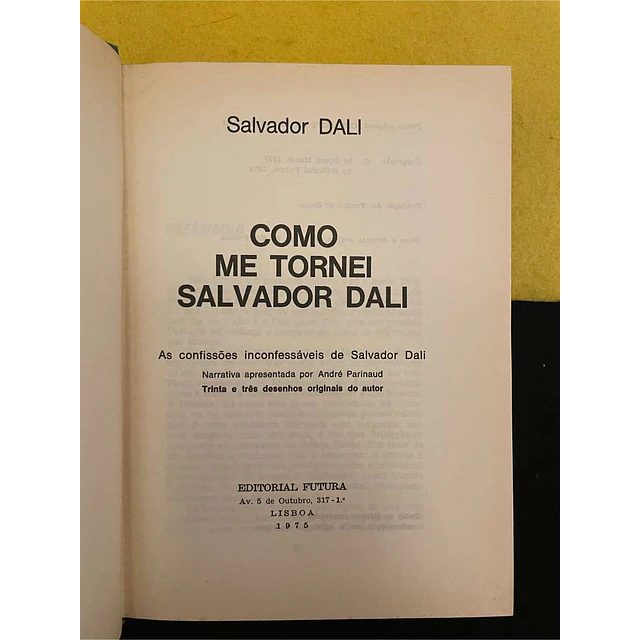 Salvador DALI
COMO
ME TORNEI
SALVADOR DALI
As confissões inconfessáveis de Salvador Dali
Narrativa apresentada por André Parinaud
Trinta e três desenhos originais do autor
EDITORIAL FUTURA
Av. 5 de Outubro, 317-1.º
LISBOA
1975